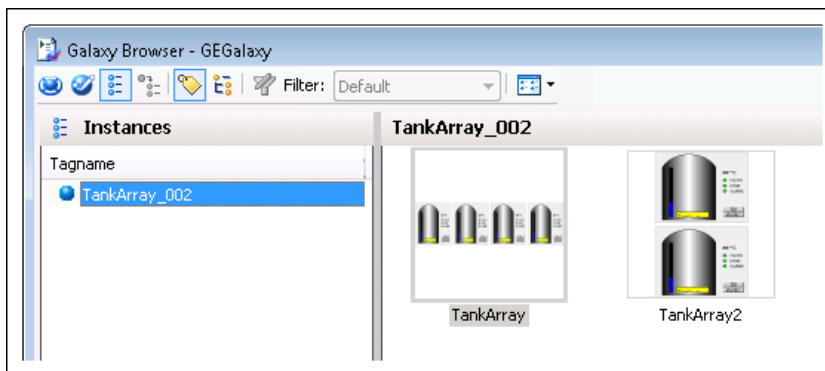 Galaxy Browser - GEGalaxy
Filter: Default
Instances
TankArray_002
Tagname
TankArray_002
TankArray
TankArray2